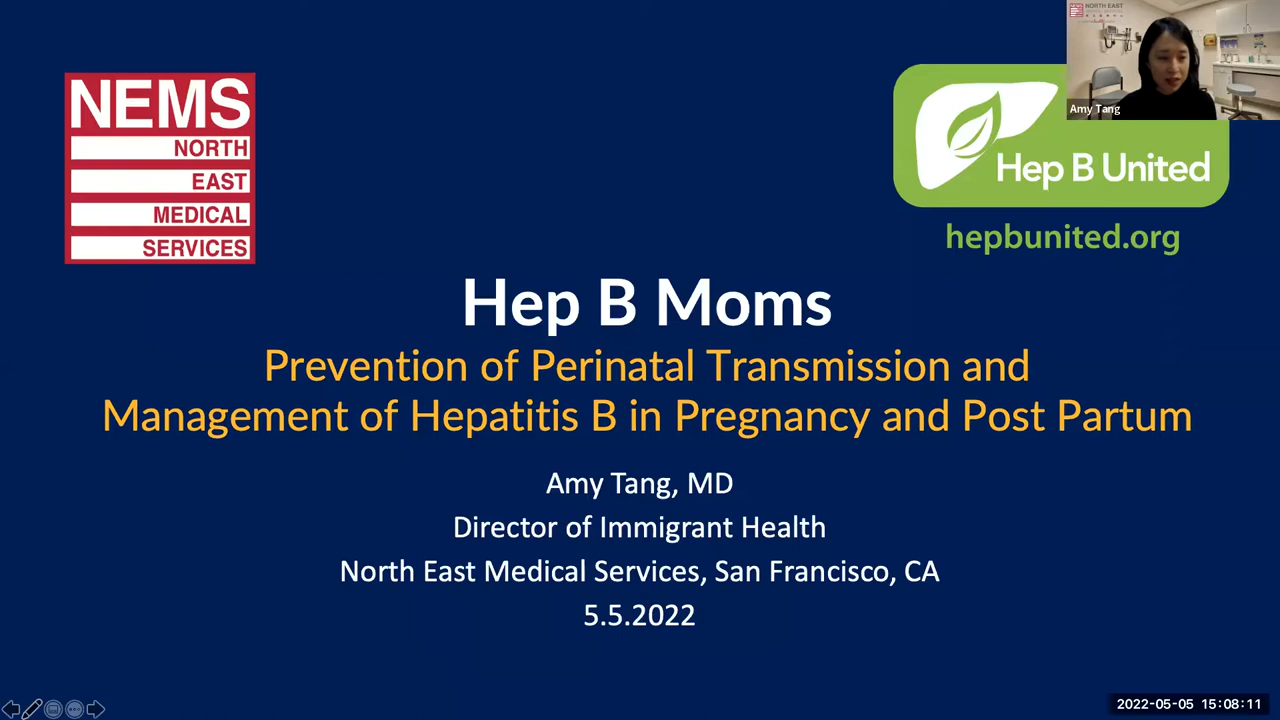 NEMS
NORTH
EAST
MEDICAL
SERVICES
NORTH EAST
Amy Tang
Hep B United
hepbunited.org
Hep B Moms
Prevention of Perinatal Transmission and
Management of Hepatitis B in Pregnancy and Post Partum
Amy Tang, MD
Director of Immigrant Health
North East Medical Services, San Francisco, CA
5.5.2022
2022-05-05 15:08:11